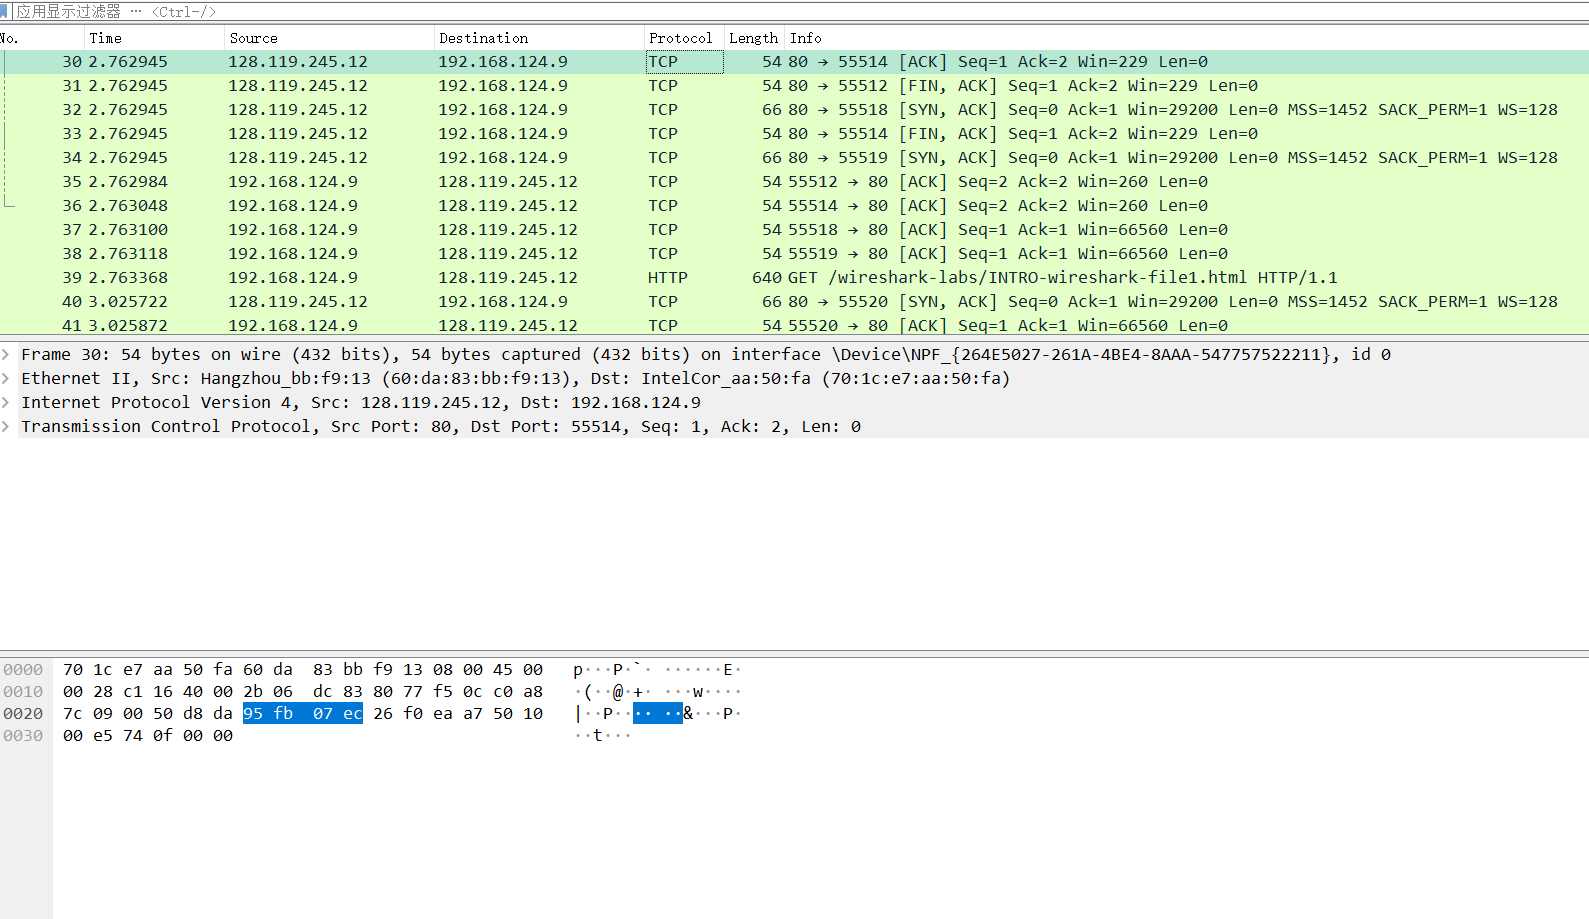 应用显示过滤器 … <Ctrl-/>
No. Time Source Destination Protocol Length Info
30 2.762945 128.119.245.12 192.168.124.9 TCP 54 80 → 55514 [ACK] Seq=1 Ack=2 Win=229 Len=0
31 2.762945 128.119.245.12 192.168.124.9 TCP 54 80 → 55512 [FIN, ACK] Seq=1 Ack=2 Win=229 Len=0
32 2.762945 128.119.245.12 192.168.124.9 TCP 66 80 → 55518 [SYN, ACK] Seq=0 Ack=1 Win=29200 Len=0 MSS=1452 SACK_PERM=1 WS=128
33 2.762945 128.119.245.12 192.168.124.9 TCP 54 80 → 55514 [FIN, ACK] Seq=1 Ack=2 Win=229 Len=0
34 2.762945 128.119.245.12 192.168.124.9 TCP 66 80 → 55519 [SYN, ACK] Seq=0 Ack=1 Win=29200 Len=0 MSS=1452 SACK_PERM=1 WS=128
35 2.762984 192.168.124.9 128.119.245.12 TCP 54 55512 → 80 [ACK] Seq=2 Ack=2 Win=260 Len=0
36 2.763048 192.168.124.9 128.119.245.12 TCP 54 55514 → 80 [ACK] Seq=2 Ack=2 Win=260 Len=0
37 2.763100 192.168.124.9 128.119.245.12 TCP 54 55518 → 80 [ACK] Seq=1 Ack=1 Win=66560 Len=0
38 2.763118 192.168.124.9 128.119.245.12 TCP 54 55519 → 80 [ACK] Seq=1 Ack=1 Win=66560 Len=0
39 2.763368 192.168.124.9 128.119.245.12 HTTP 640 GET /wireshark-labs/INTRO-wireshark-file1.html HTTP/1.1
40 3.025722 128.119.245.12 192.168.124.9 TCP 66 80 → 55520 [SYN, ACK] Seq=0 Ack=1 Win=29200 Len=0 MSS=1452 SACK_PERM=1 WS=128
41 3.025872 192.168.124.9 128.119.245.12 TCP 54 55520 → 80 [ACK] Seq=1 Ack=1 Win=66560 Len=0
Frame 30: 54 bytes on wire (432 bits), 54 bytes captured (432 bits) on interface \Device\NPF_{264E5027-261A-4BE4-8AAA-547757522211}, id 0
Ethernet II, Src: Hangzhou_bb:f9:13 (60:da:83:bb:f9:13), Dst: IntelCor_aa:50:fa (70:1c:e7:aa:50:fa)
Internet Protocol Version 4, Src: 128.119.245.12, Dst: 192.168.124.9
Transmission Control Protocol, Src Port: 80, Dst Port: 55514, Seq: 1, Ack: 2, Len: 0
0000 70 1c e7 aa 50 fa 60 da 83 bb f9 13 08 00 45 00 p···P·`· ······E·
0010 00 28 c1 16 40 00 2b 06 dc 83 80 77 f5 0c c0 a8 ·(··@·+· ···w····
0020 7c 09 00 50 d8 da 95 fb 07 ec 26 f0 ea a7 50 10 |··P···· ··&···P·
0030 00 e5 74 0f 00 00 ··t···